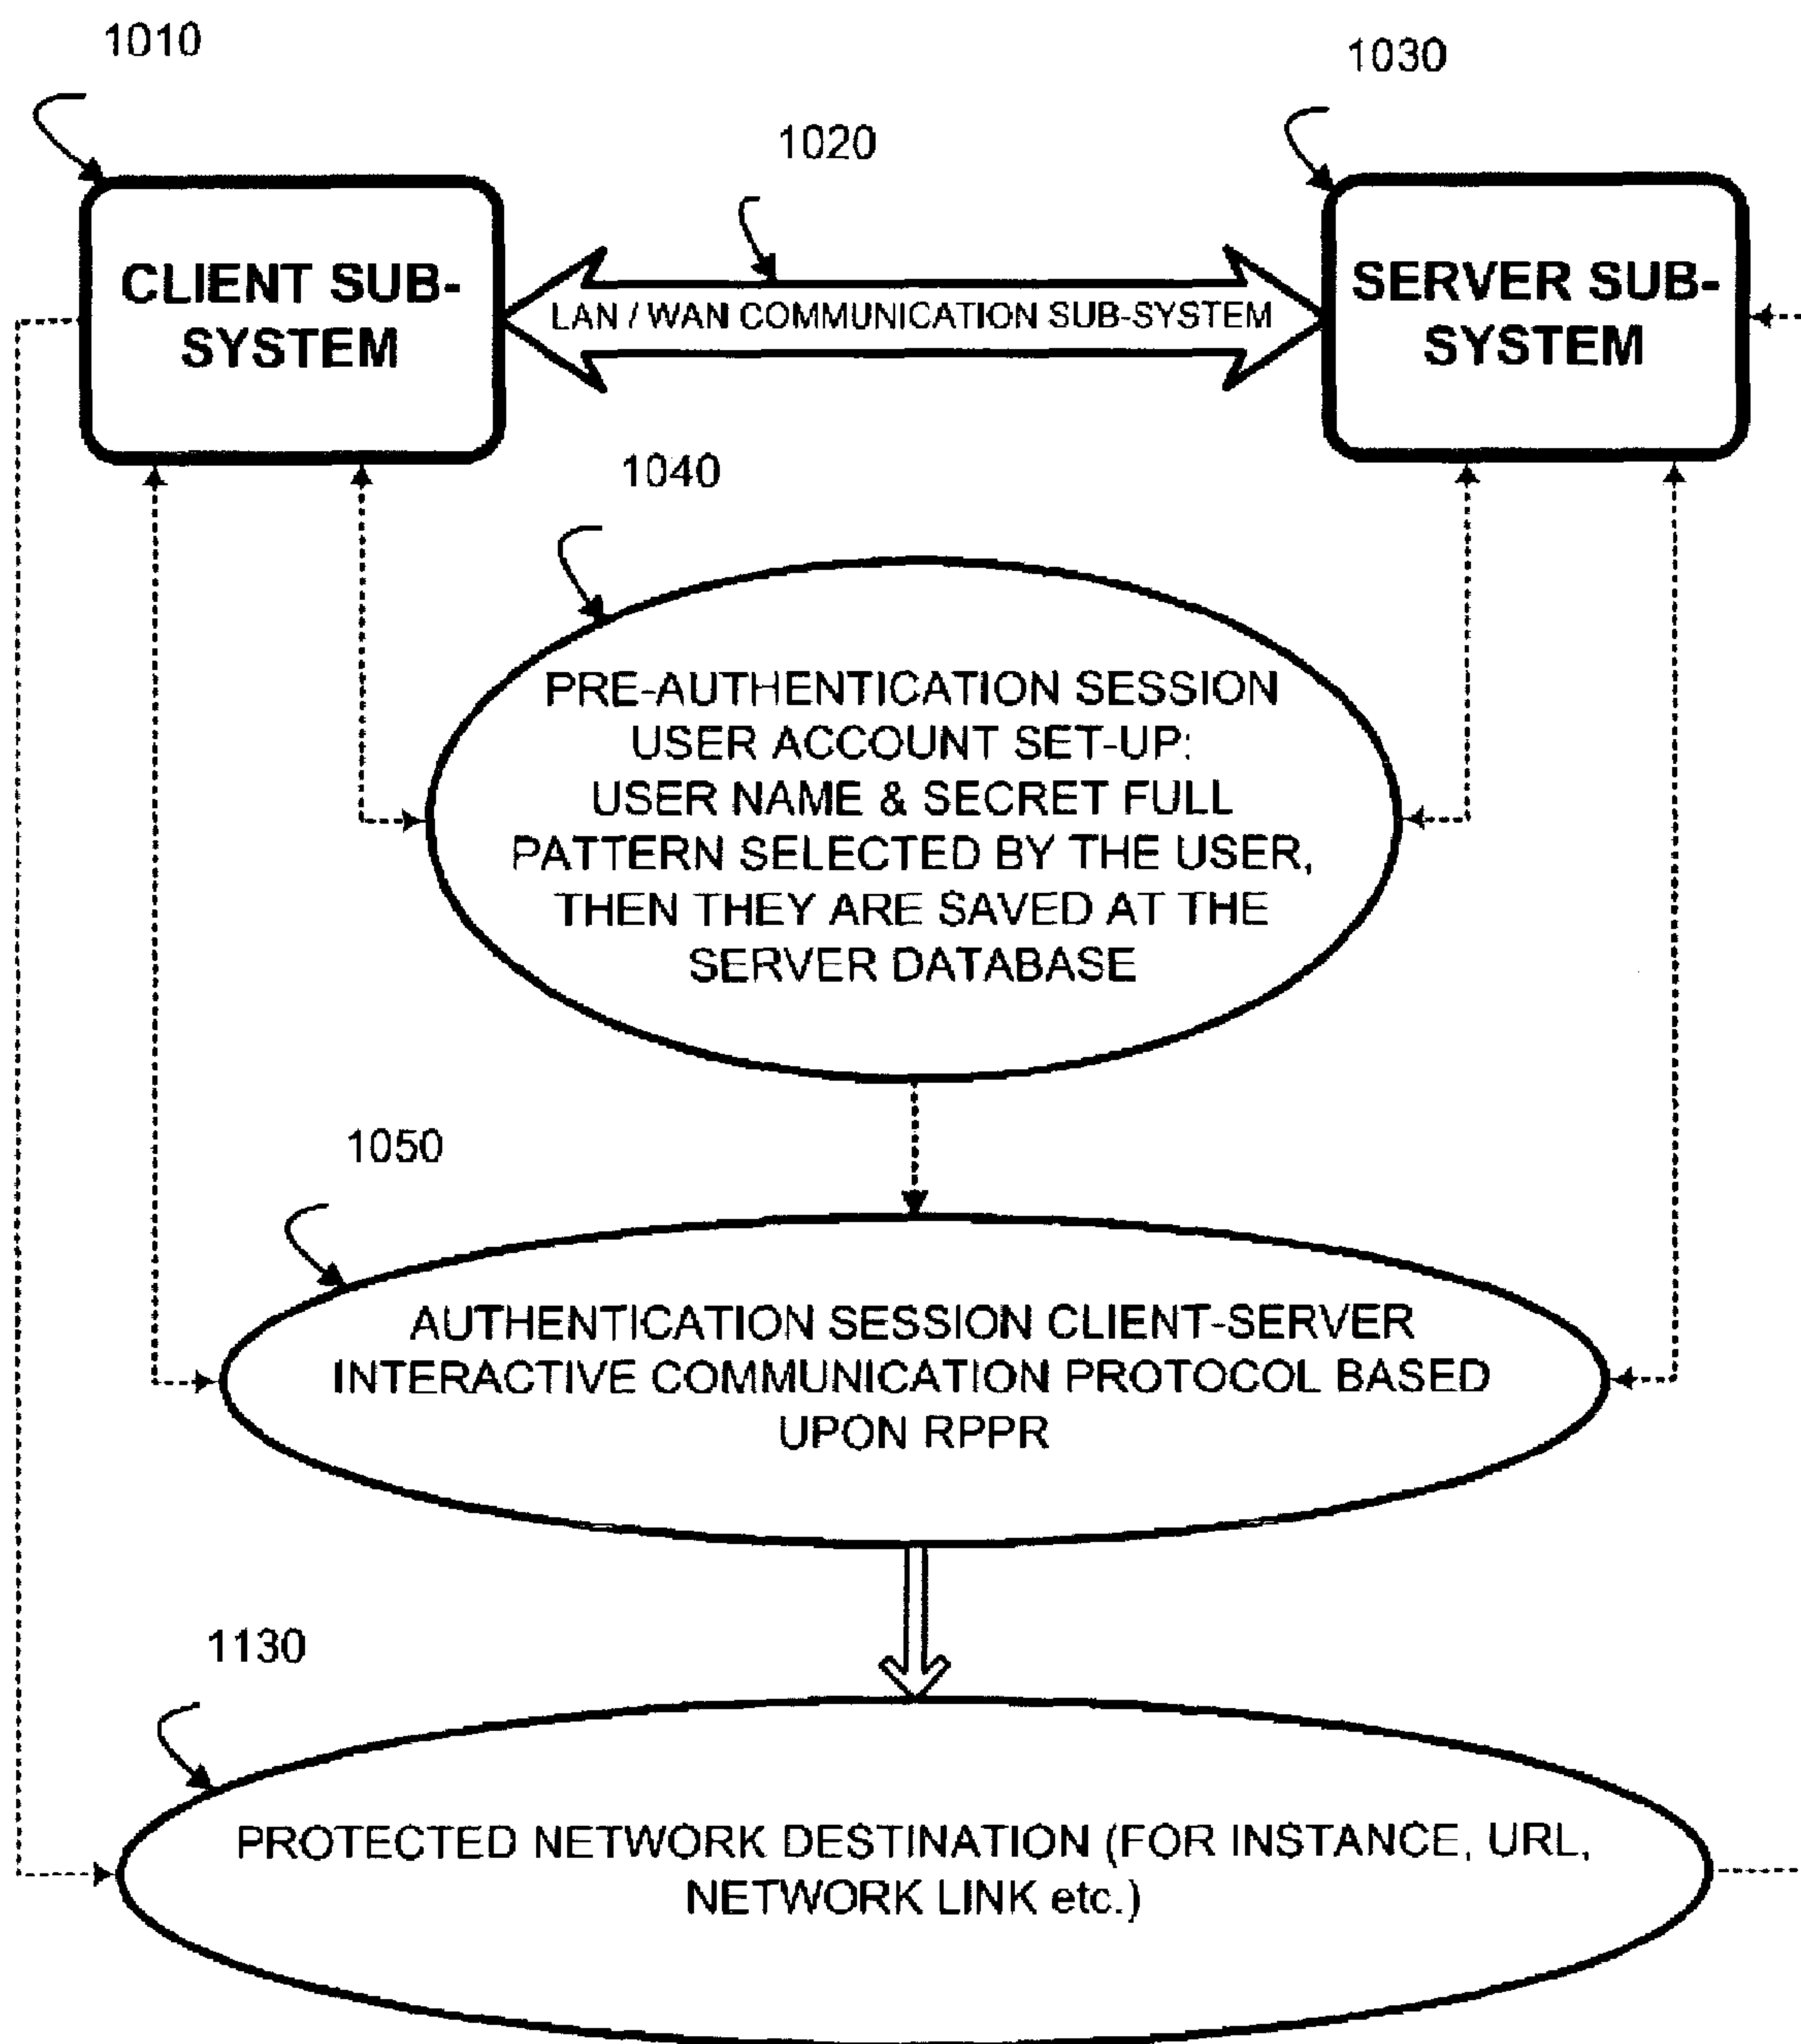 1010
1030
1020
CLIENT SUB-
SYSTEM
LAN / WAN COMMUNICATION SUB-SYSTEM
SERVER SUB-
SYSTEM
1040
PRE-AUTHENTICATION SESSION
USER ACCOUNT SET-UP:
USER NAME & SECRET FULL
PATTERN SELECTED BY THE USER,
THEN THEY ARE SAVED AT THE
SERVER DATABASE
1050
AUTHENTICATION SESSION CLIENT-SERVER
INTERACTIVE COMMUNICATION PROTOCOL BASED
UPON RPPR
1130
PROTECTED NETWORK DESTINATION (FOR INSTANCE, URL,
NETWORK LINK etc.)